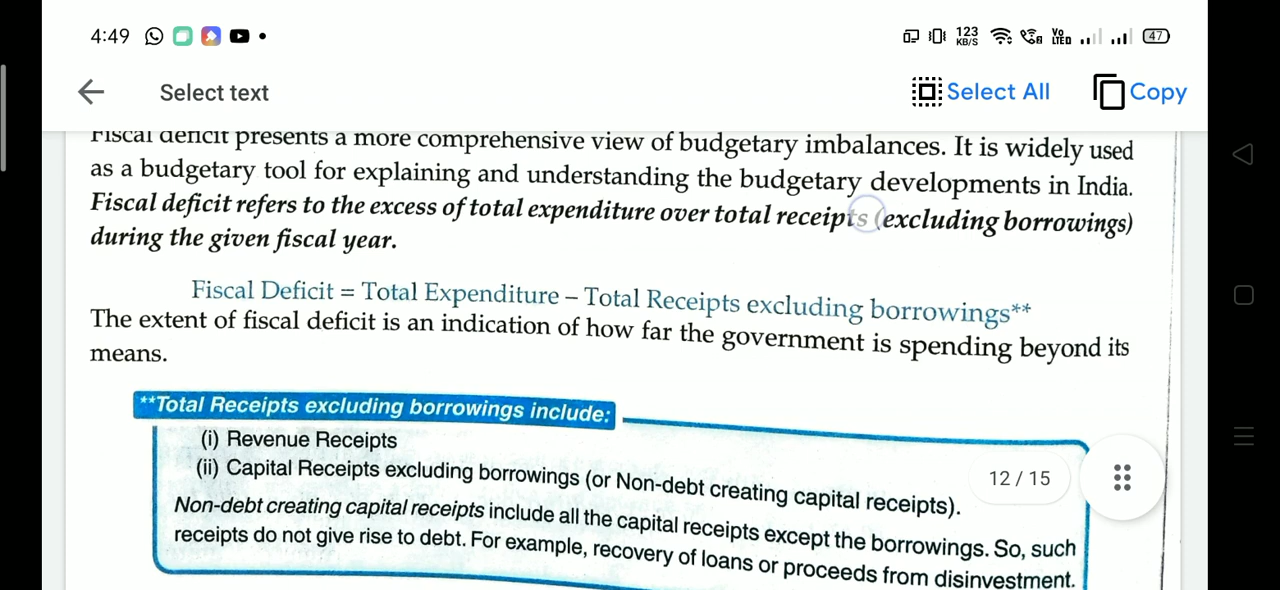 4:49
123
KB/S
Vo
LTED
47
Select text
Select All
Copy
Fiscal deficit presents a more comprehensive view of budgetary imbalances. It is widely used
as a budgetary tool for explaining and understanding the budgetary developments in India.
Fiscal deficit refers to the excess of total expenditure over total receipts (excluding borrowings)
during the given fiscal year.
Fiscal Deficit = Total Expenditure – Total Receipts excluding borrowings**
The extent of fiscal deficit is an indication of how far the government is spending beyond its
means.
**Total Receipts excluding borrowings include:
(i) Revenue Receipts
(ii) Capital Receipts excluding borrowings (or Non-debt creating capital receipts).
12 / 15
Non-debt creating capital receipts include all the capital receipts except the borrowings. So, such
receipts do not give rise to debt. For example, recovery of loans or proceeds from disinvestment.